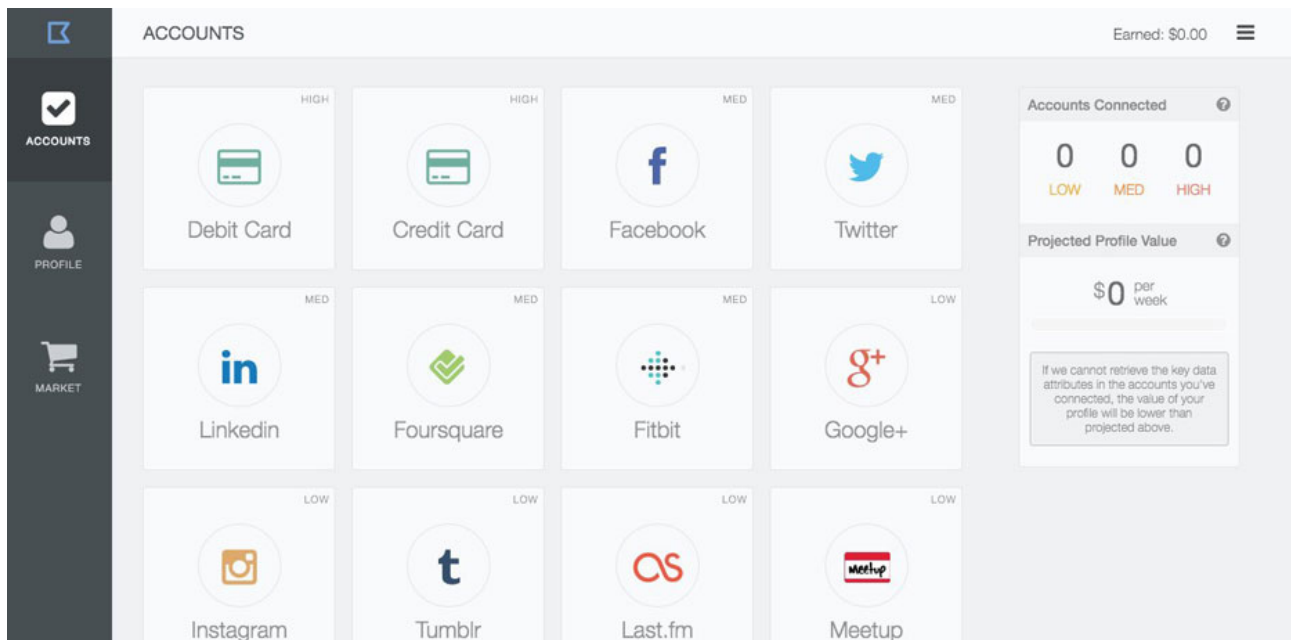 ACCOUNTS
Earned: $0.00
ACCOUNTS
PROFILE
MARKET
HIGH
Debit Card
HIGH
Credit Card
MED
Facebook
MED
Twitter
MED
Linkedin
MED
Foursquare
MED
Fitbit
LOW
Google+
LOW
Instagram
LOW
Tumblr
LOW
Last.fm
LOW
Meetup
Meetup
Accounts Connected
0 0 0
LOW MED HIGH
Projected Profile Value
$0 per week
If we cannot retrieve the key data
attributes in the accounts you've
connected, the value of your
profile will be lower than
projected above.